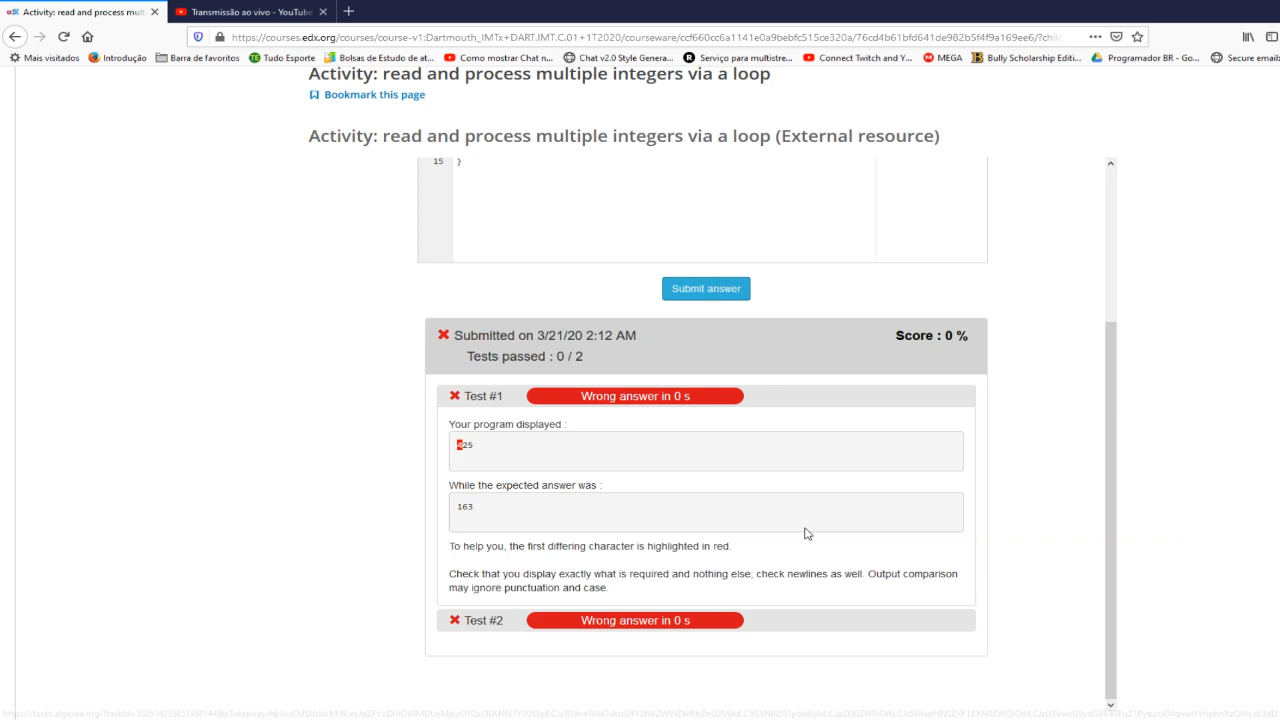 edX Activity: read and process mult
Transmissão ao vivo - YouTube
https://courses.edx.org/courses/course-v1:Dartmouth_IMTx+DART.IMT.C.01+1T2020/courseware/
Mais visitados Introdução Barra de favoritos Tudo Esporte Bolsas de Estudo de at... Como mostrar Chat n... Chat v2.0 Style Genera... Serviço para multistre... Connect Twitch and Y... MEGA Bully Scholarship Editi... Programador BR - Go... Secure email:
Activity: read and process multiple integers via a loop
Bookmark this page
Activity: read and process multiple integers via a loop (External resource)
15 }
Submit answer
Submitted on 3/21/20 2:12 AM Score : 0 %
Tests passed : 0 / 2
Test #1 Wrong answer in 0 s
Your program displayed :
425
While the expected answer was :
163
To help you, the first differing character is highlighted in red.
Check that you display exactly what is required and nothing else; check newlines as well. Output comparison
may ignore punctuation and case.
Test #2 Wrong answer in 0 s